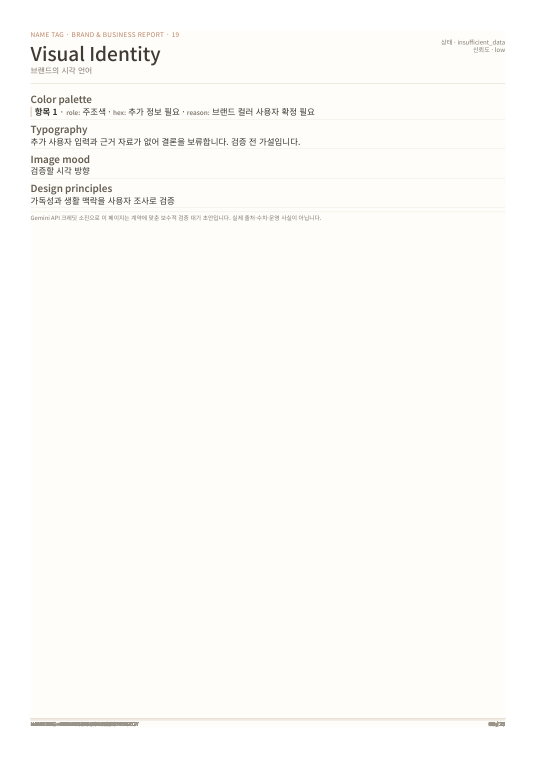 NAME TAG · BRAND & BUSINESS REPORT · 19
Visual Identity
브랜드의 시각 언어
상태 · insufficient_data
신뢰도 · low
Color palette
항목 1 · role: 주조색 · hex: 추가 정보 필요 · reason: 브랜드 컬러 사용자 확정 필요
Typography
추가 사용자 입력과 근거 자료가 없어 결론을 보류합니다. 검증 전 가설입니다.
Image mood
검증할 시각 방향
Design principles
가독성과 생활 맥락을 사용자 조사로 검증
Gemini API 크레딧 소진으로 이 페이지는 계약에 맞춘 보수적 검증 대기 초안입니다. 실제 출처·수치·운영 사실이 아닙니다.